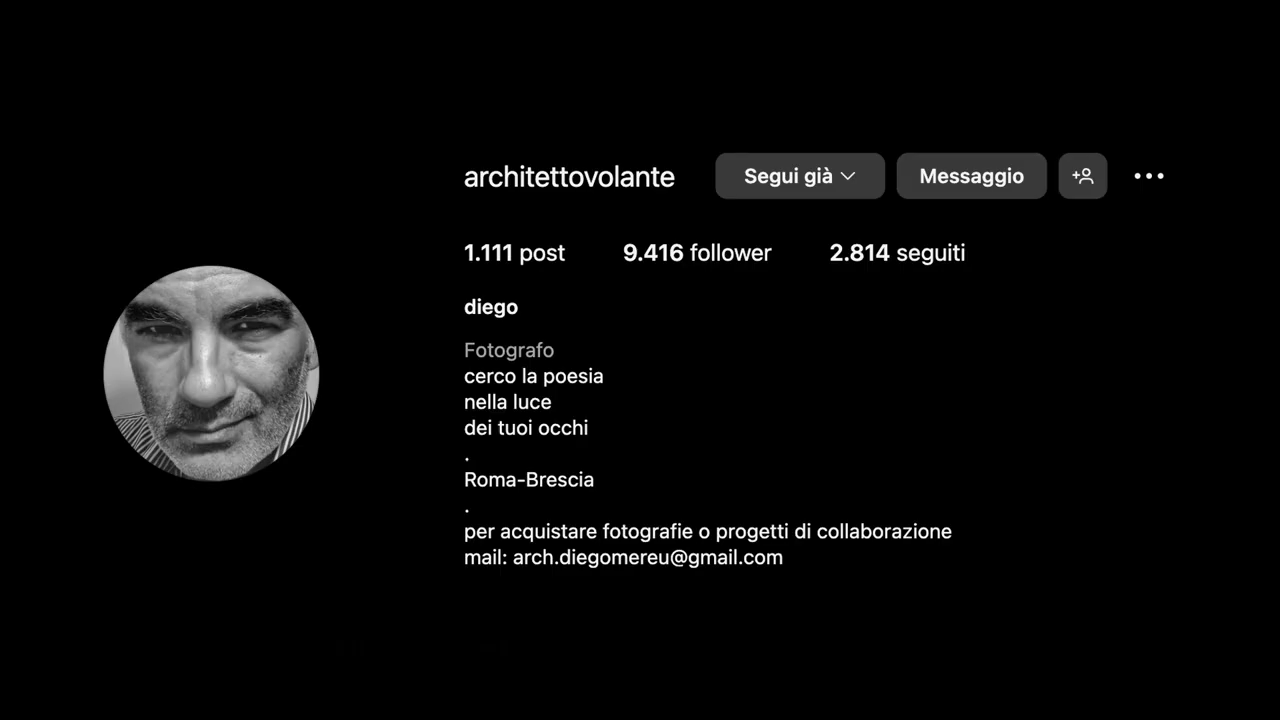 architettovolante Segui già Messaggio
1.111 post 9.416 follower 2.814 seguiti
diego
Fotografo
cerco la poesia
nella luce
dei tuoi occhi
.
Roma-Brescia
.
per acquistare fotografie o progetti di collaborazione
mail: arch.diegomereu@gmail.com